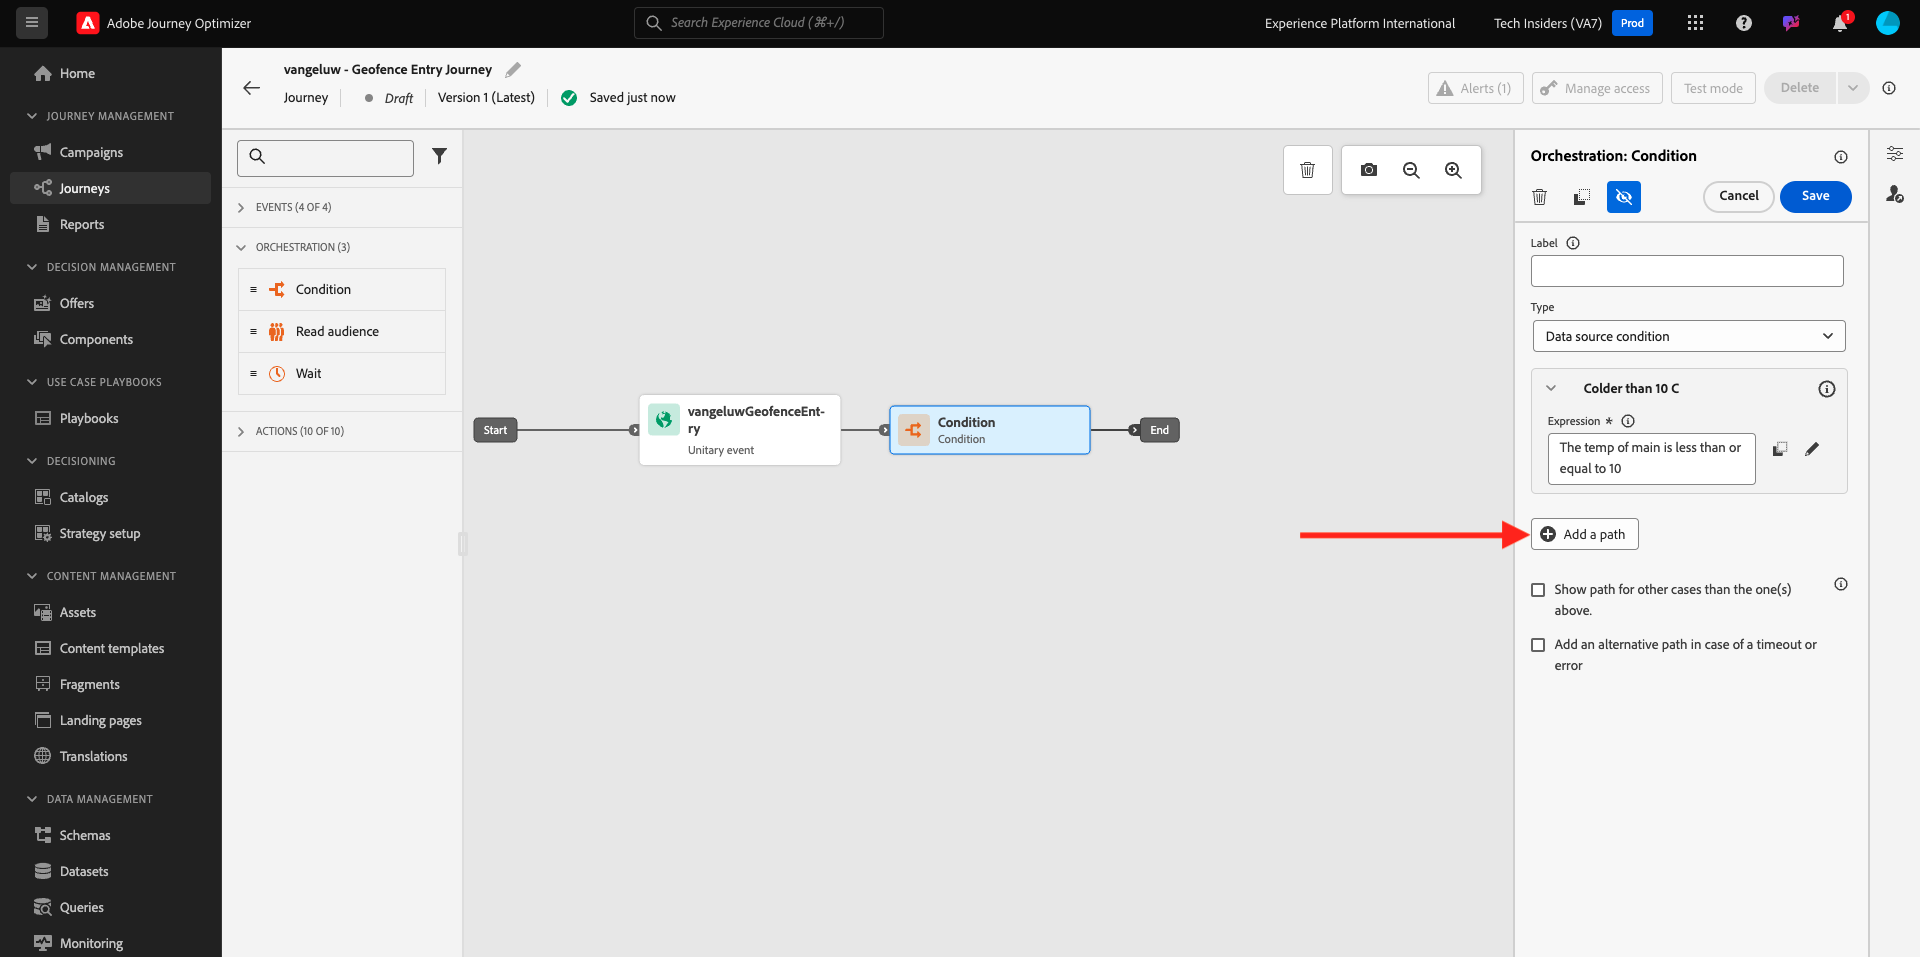 Adobe Journey Optimizer
Search Experience Cloud (⌘+/)
Experience Platform International
Tech Insiders (VA7)
Prod
1
Home
JOURNEY MANAGEMENT
Campaigns
Journeys
Reports
DECISION MANAGEMENT
Offers
Components
USE CASE PLAYBOOKS
Playbooks
DECISIONING
Catalogs
Strategy setup
CONTENT MANAGEMENT
Assets
Content templates
Fragments
Landing pages
Translations
DATA MANAGEMENT
Schemas
Datasets
Queries
Monitoring
vangeluw - Geofence Entry Journey
Journey
Draft
Version 1 (Latest)
Saved just now
Alerts (1)
Manage access
Test mode
Delete
EVENTS (4 OF 4)
ORCHESTRATION (3)
Condition
Read audience
Wait
ACTIONS (10 OF 10)
Start
vangeluwGeofenceEnt-
ry
Unitary event
Condition
Condition
End
Orchestration: Condition
Cancel
Save
Label
Type
Data source condition
Colder than 10 C
Expression *
The temp of main is less than or
equal to 10
Add a path
Show path for other cases than the one(s)
above.
Add an alternative path in case of a timeout or
error